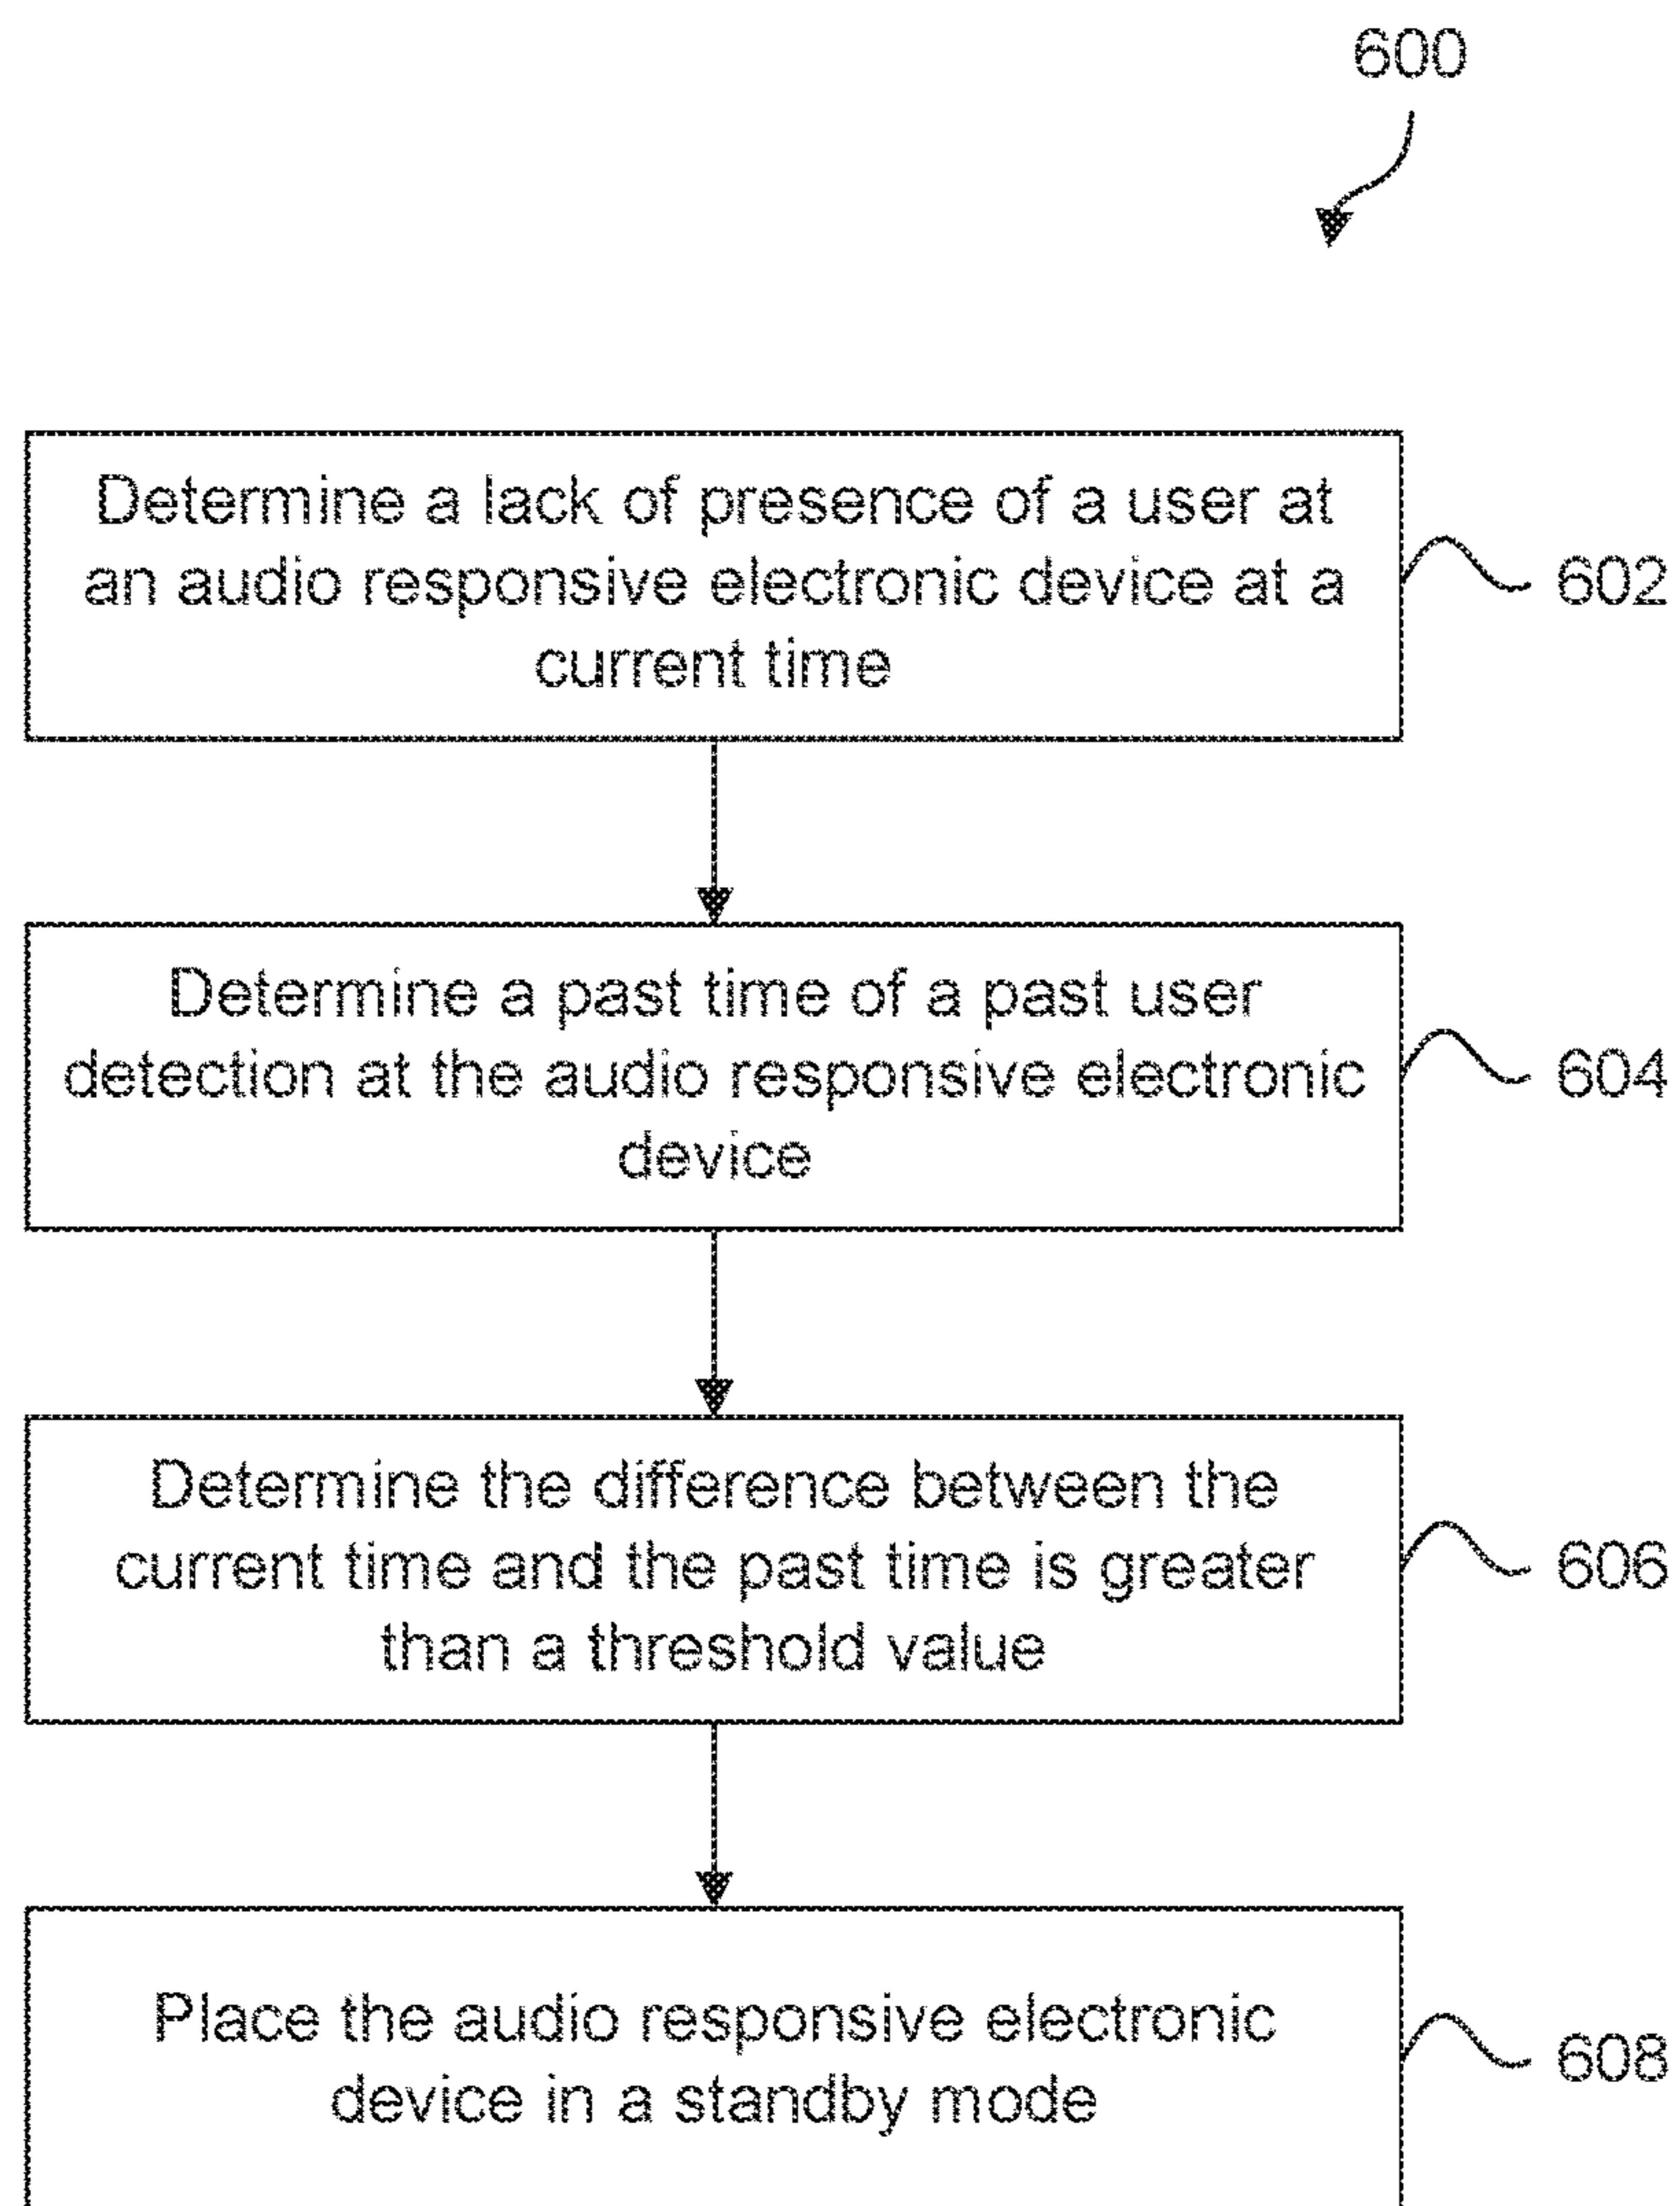 600
Determine a lack of presence of a user at
an audio responsive electronic device at a
current time
602
Determine a past time of a past user
detection at the audio responsive electronic
device
604
Determine the difference between the
current time and the past time is greater
than a threshold value
606
Place the audio responsive electronic
device in a standby mode
608